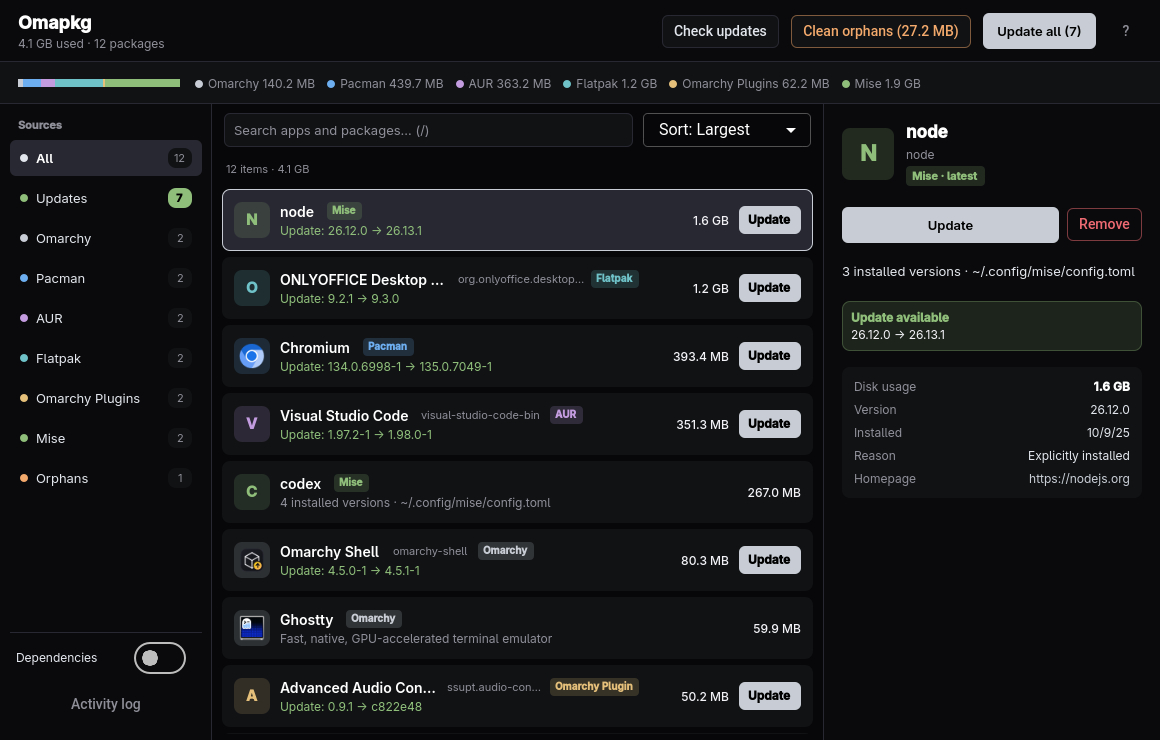 Omapkg
4.1 GB used · 12 packages
Check updates
Clean orphans (27.2 MB)
Update all (7)
?
Omarchy 140.2 MB
Pacman 439.7 MB
AUR 363.2 MB
Flatpak 1.2 GB
Omarchy Plugins 62.2 MB
Mise 1.9 GB
Sources
All 12
Updates 7
Omarchy 2
Pacman 2
AUR 2
Flatpak 2
Omarchy Plugins 2
Mise 2
Orphans 1
Dependencies
Activity log
Search apps and packages... (/)
Sort: Largest
12 items · 4.1 GB
N
node Mise
Update: 26.12.0 → 26.13.1
1.6 GB
Update
O
ONLYOFFICE Desktop ... org.onlyoffice.desktop... Flatpak
Update: 9.2.1 → 9.3.0
1.2 GB
Update
Chromium Pacman
Update: 134.0.6998-1 → 135.0.7049-1
393.4 MB
Update
V
Visual Studio Code visual-studio-code-bin AUR
Update: 1.97.2-1 → 1.98.0-1
351.3 MB
Update
C
codex Mise
4 installed versions · ~/.config/mise/config.toml
267.0 MB
Omarchy Shell omarchy-shell Omarchy
Update: 4.5.0-1 → 4.5.1-1
80.3 MB
Update
Ghostty Omarchy
Fast, native, GPU-accelerated terminal emulator
59.9 MB
A
Advanced Audio Con... ssupt.audio-con... Omarchy Plugin
Update: 0.9.1 → c822e48
50.2 MB
Update
N
node
node
Mise · latest
Update
Remove
3 installed versions · ~/.config/mise/config.toml
Update available
26.12.0 → 26.13.1
Disk usage 1.6 GB
Version 26.12.0
Installed 10/9/25
Reason Explicitly installed
Homepage https://nodejs.org